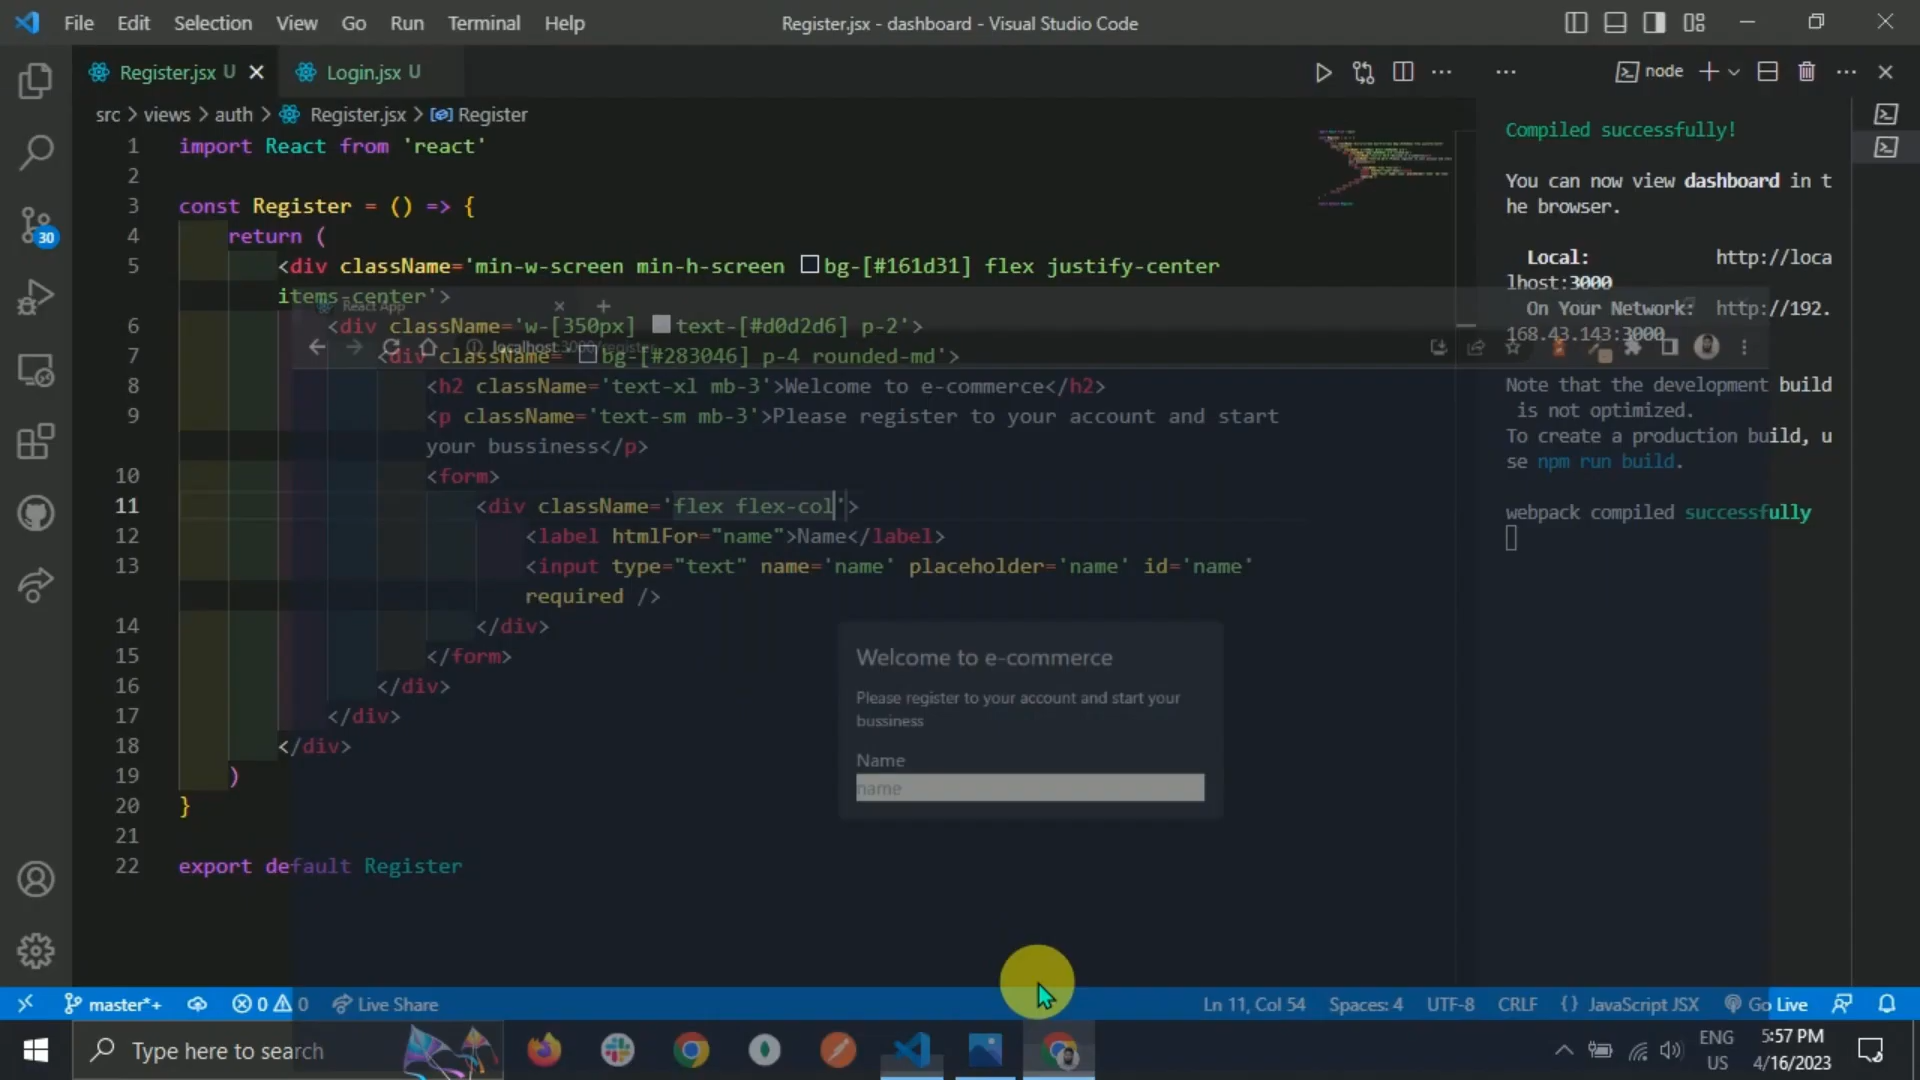 File Edit Selection View Go Run Terminal Help
Register.jsx - dashboard - Visual Studio Code
Register.jsx U
Login.jsx U
node
src > views > auth > Register.jsx > Register
1 import React from 'react'
2
3 const Register = () => {
4 return (
5 <div className='min-w-screen min-h-screen bg-[#161d31] flex justify-center
items-center'>
6 <div className='w-[350px] text-[#d0d2d6] p-2'>
7 <div className='bg-[#283046] p-4 rounded-md'>
8 <h2 className='text-xl mb-3'>Welcome to e-commerce</h2>
9 <p className='text-sm mb-3'>Please register to your account and start
your bussiness</p>
10 <form>
11 <div className='flex flex-col'>
12 <label htmlFor="name">Name</label>
13 <input type="text" name='name' placeholder='name' id='name'
required />
14 </div>
15 </form>
16 </div>
17 </div>
18 </div>
19 )
20 }
21
22 export default Register
React App
localhost:3000/register
Welcome to e-commerce
Please register to your account and start your
bussiness
Name
name
Compiled successfully!
You can now view dashboard in t
he browser.
Local: http://loca
lhost:3000
On Your Network: http://192.
168.43.143:3000
Note that the development build
is not optimized.
To create a production build, u
se npm run build.
webpack compiled successfully
30
master*+
0 0
Live Share
Ln 11, Col 54
Spaces: 4
UTF-8
CRLF
{ } JavaScript JSX
Go Live
Type here to search
ENG
US
5:57 PM
4/16/2023